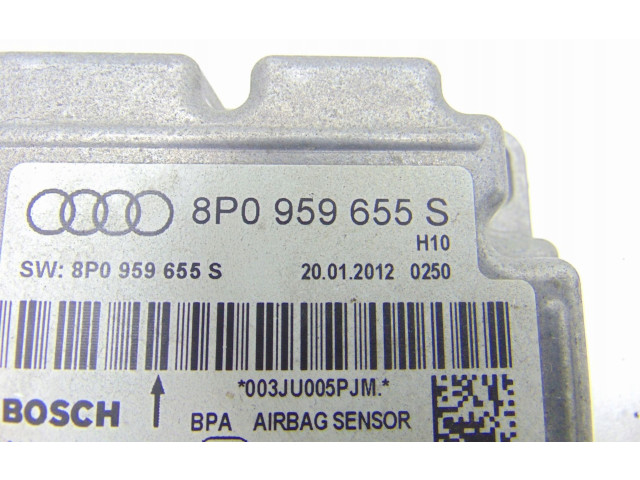 8P0 959 655 S
H10
SW: 8P0 959 655 S 20.01.2012 0250
*003JU005PJM.*
BOSCH BPA AIRBAG SENSOR